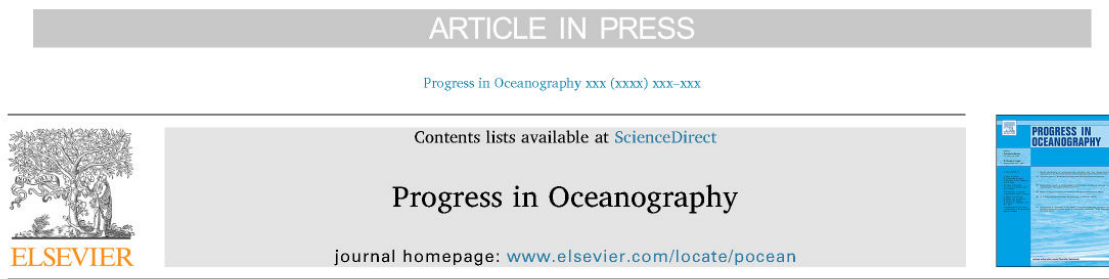 ARTICLE IN PRESS
Progress in Oceanography xxx (xxxx) xxx–xxx
Contents lists available at ScienceDirect
Progress in Oceanography
journal homepage: www.elsevier.com/locate/pocean
ELSEVIER
PROGRESS IN
OCEANOGRAPHY